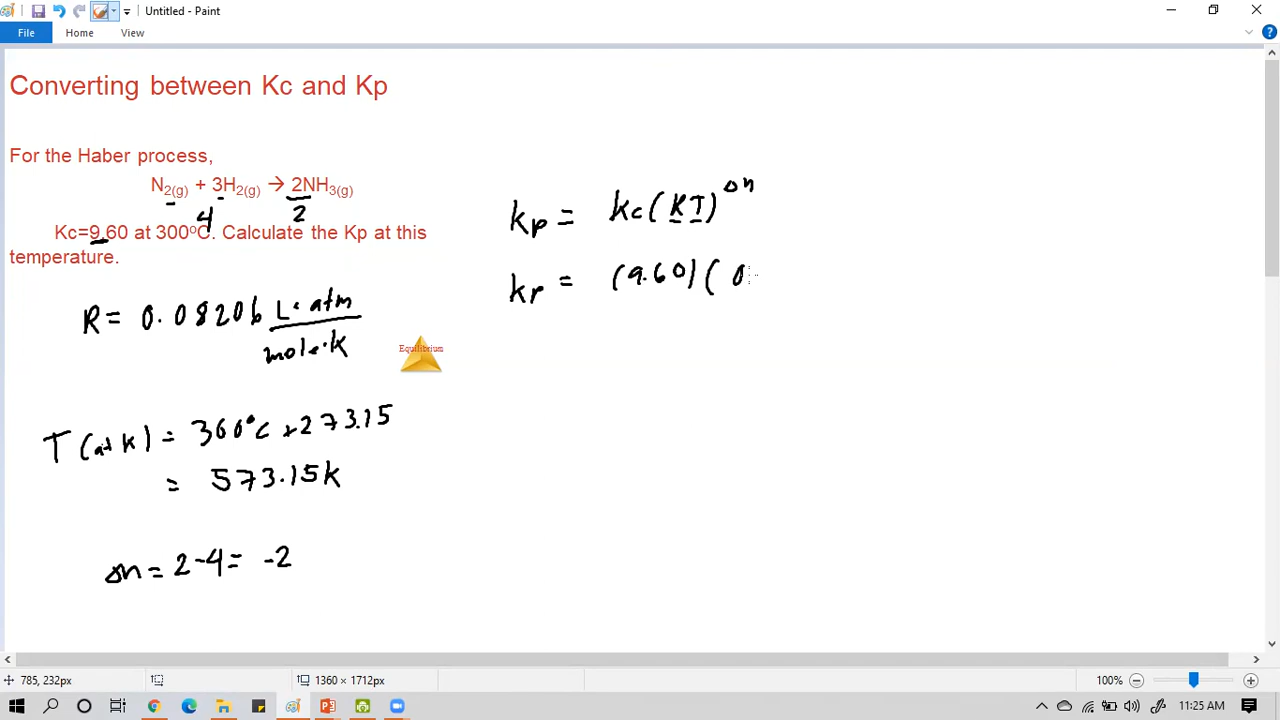 Untitled - Paint
File Home View
Converting between Kc and Kp
For the Haber process,
N2(g) + 3H2(g) → 2NH3(g)
4 2
Kc=9.60 at 300oC. Calculate the Kp at this
temperature.
R = 0.08206 L·atm
mole·K
T (at K) = 300°C + 273.15
= 573.15K
Δn = 2-4 = -2
Kp = Kc(RT)Δn
Kp = (9.60)(0.
Equilibrium
785, 232px
1360 × 1712px
100%
11:25 AM